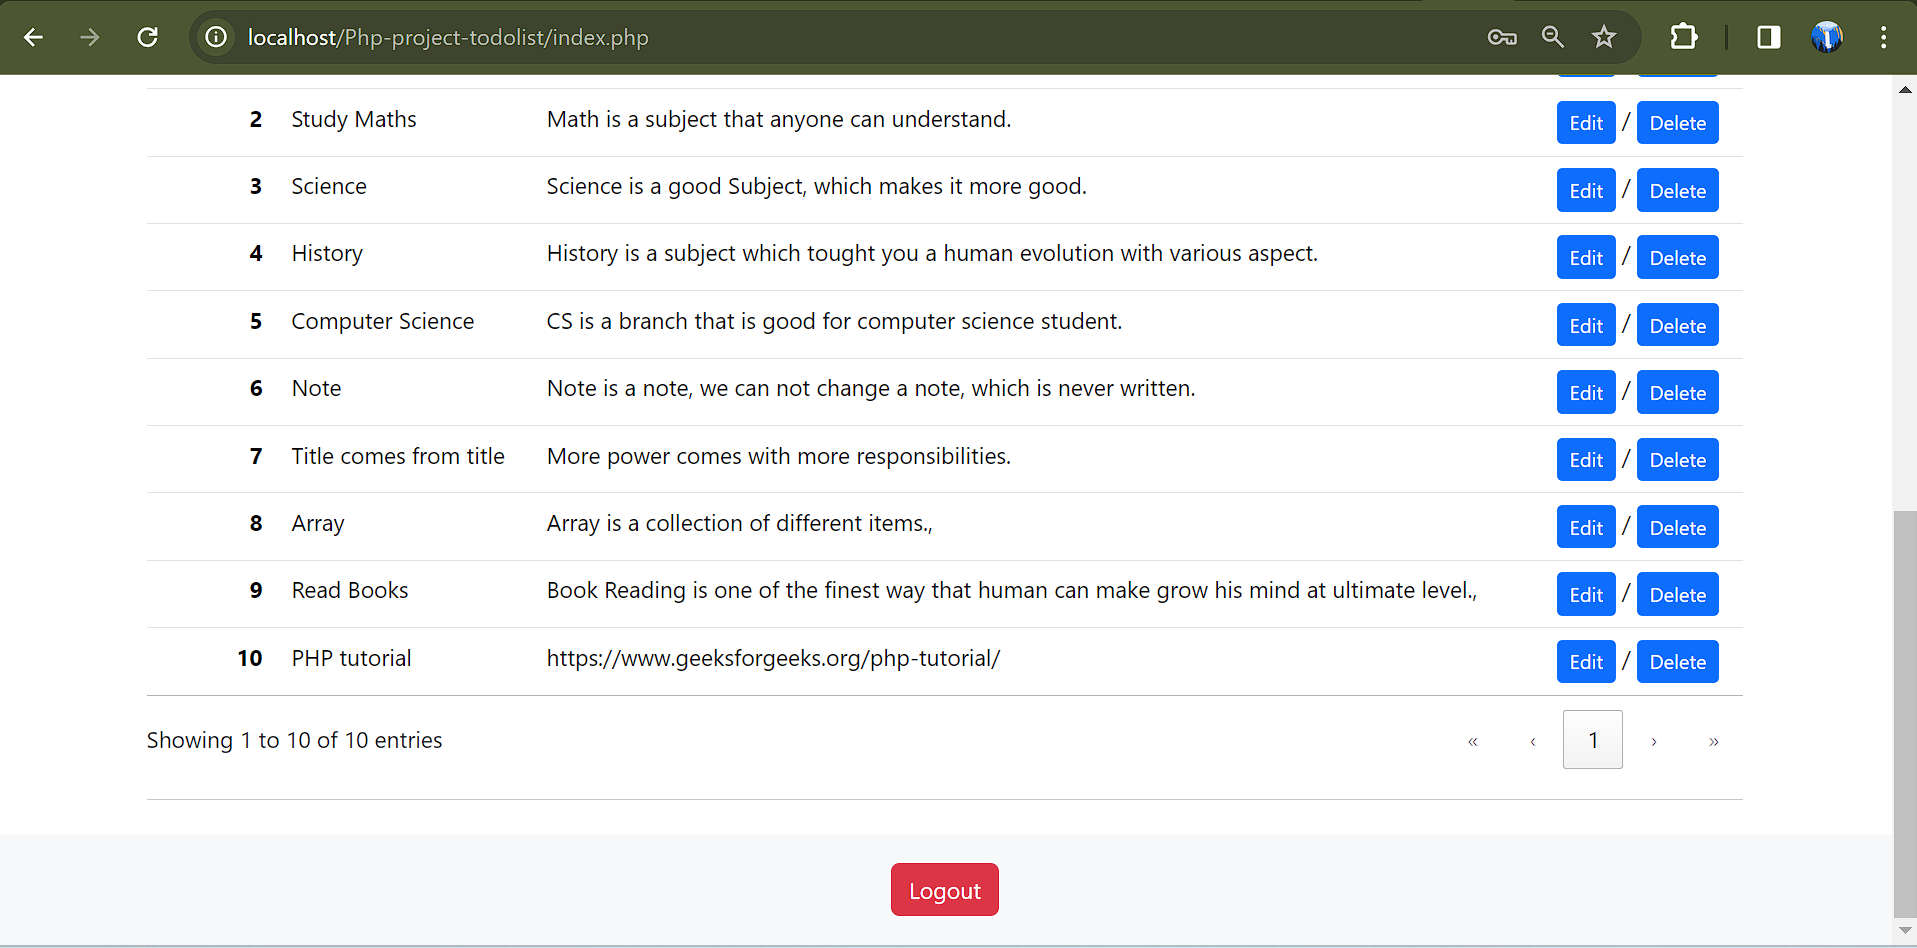 localhost/Php-project-todolist/index.php
2 Study Maths Math is a subject that anyone can understand. Edit / Delete
3 Science Science is a good Subject, which makes it more good. Edit / Delete
4 History History is a subject which tought you a human evolution with various aspect. Edit / Delete
5 Computer Science CS is a branch that is good for computer science student. Edit / Delete
6 Note Note is a note, we can not change a note, which is never written. Edit / Delete
7 Title comes from title More power comes with more responsibilities. Edit / Delete
8 Array Array is a collection of different items., Edit / Delete
9 Read Books Book Reading is one of the finest way that human can make grow his mind at ultimate level., Edit / Delete
10 PHP tutorial https://www.geeksforgeeks.org/php-tutorial/ Edit / Delete
Showing 1 to 10 of 10 entries « ‹ 1 › »
Logout